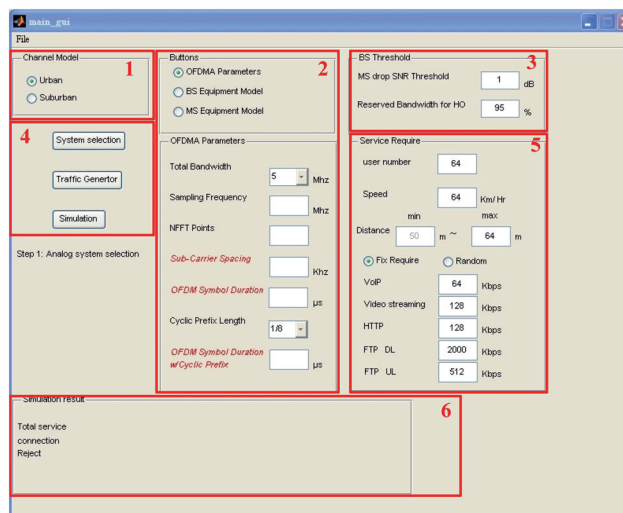 main_gui
File
Channel Model
1
Urban
Suburban
4
System selection
Traffic Genertor
Simulation
Step 1: Analog system selection
Buttons
2
OFDMA Parameters
BS Equipment Model
MS Equipment Model
OFDMA Parameters
Total Bandwidth 5 Mhz
Sampling Frequency Mhz
NFFT Points
Sub-Carrier Spacing Khz
OFDM Symbol Duration µs
Cyclic Prefix Length 1/8
OFDM Symbol Duration
w/Cyclic Prefix µs
BS Threshold
3
MS drop SNR Threshold 1 dB
Reserved Bandwidth for HO 95 %
Service Require
5
user number 64
Speed 64 Km/Hr
min max
Distance 50 m ~ 64 m
Fix Require Random
VoIP 64 Kbps
Video streaming 128 Kbps
HTTP 128 Kbps
FTP DL 2000 Kbps
FTP UL 512 Kbps
Simulation result
6
Total service
connection
Reject